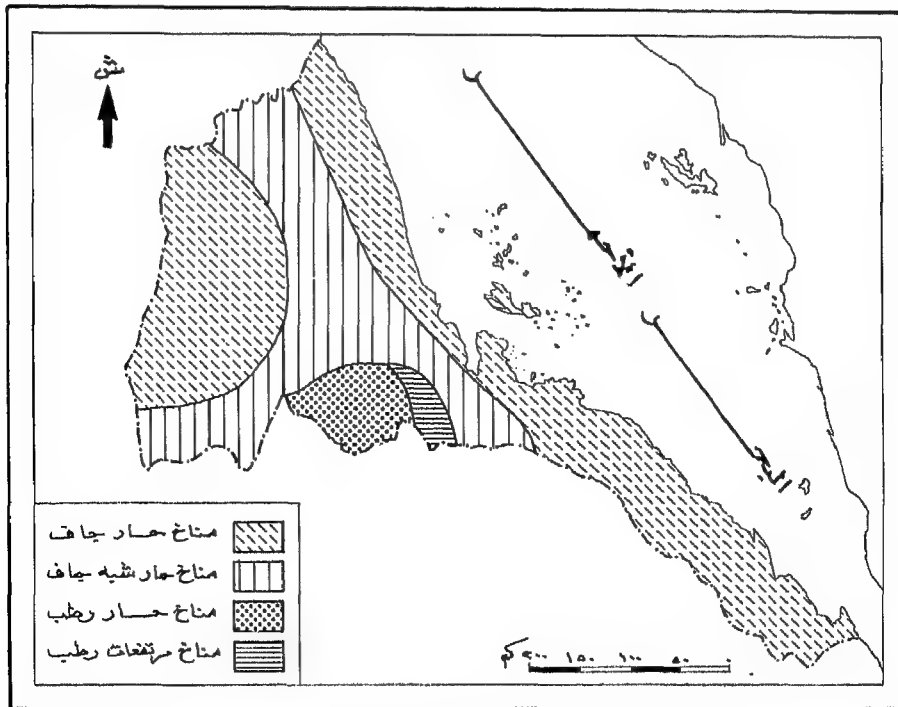 ش
البحر
الأحمر
مناخ حار جاف
مناخ حار شبه جاف
مناخ حار رطب
مناخ مرتفعات رطب
٢٠٠ كم ١٥٠ ١٠٠ ٥٠ ٠